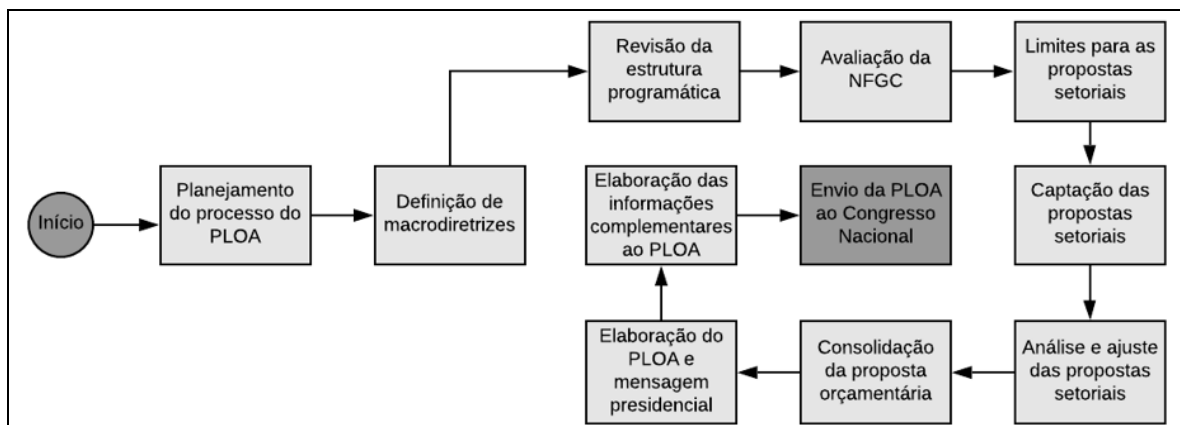 Início
Planejamento
do processo do
PLOA
Definição de
macrodiretrizes
Revisão da
estrutura
programática
Avaliação da
NFGC
Limites para as
propostas
setoriais
Captação das
propostas
setoriais
Análise e ajuste
das propostas
setoriais
Consolidação
da proposta
orçamentária
Elaboração do
PLOA e
mensagem
presidencial
Elaboração das
informações
complementares
ao PLOA
Envio da PLOA
ao Congresso
Nacional